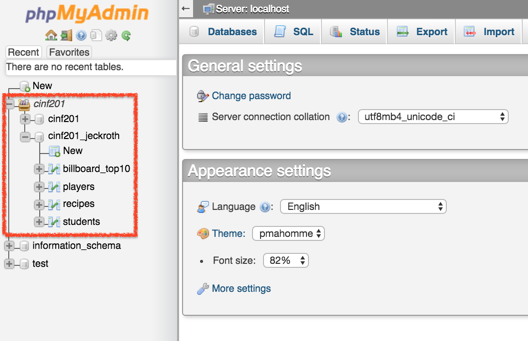 phpMyAdmin
Recent Favorites
There are no recent tables.
New
cinf201
cinf201
cinf201_jeckroth
New
billboard_top10
players
recipes
students
information_schema
test
Server: localhost
Databases SQL Status Export Import
General settings
Change password
Server connection collation : utf8mb4_unicode_ci
Appearance settings
Language : English
Theme: pmahomme
• Font size: 82%
More settings